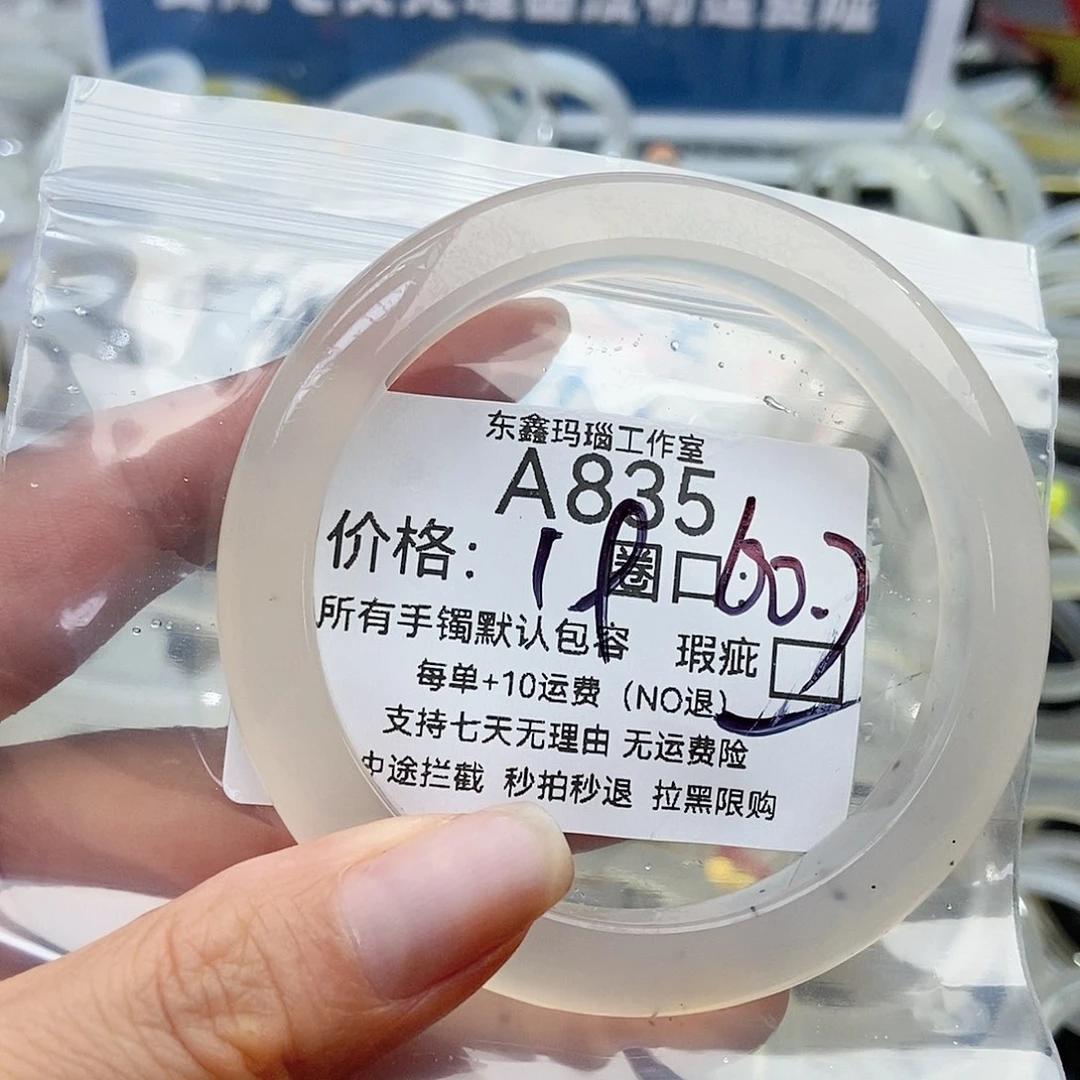 东鑫玛瑙工作室
A835
价格: 圈口: 60.2
所有手镯默认包容 瑕疵
每单+10运费 (NO退)
支持七天无理由 无运费险
中途拦截 秒拍秒退 拉黑限购